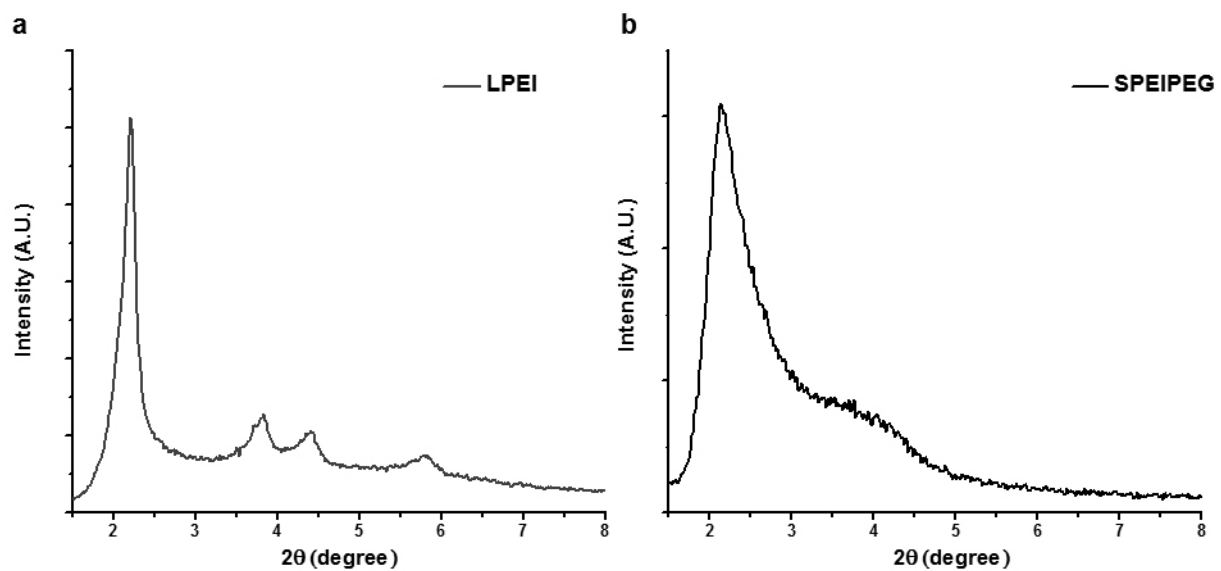 a
LPEI
Intensity (A.U.)
2 3 4 5 6 7 8
2θ (degree)
b
SPEIPEG
Intensity (A.U.)
2 3 4 5 6 7 8
2θ (degree)